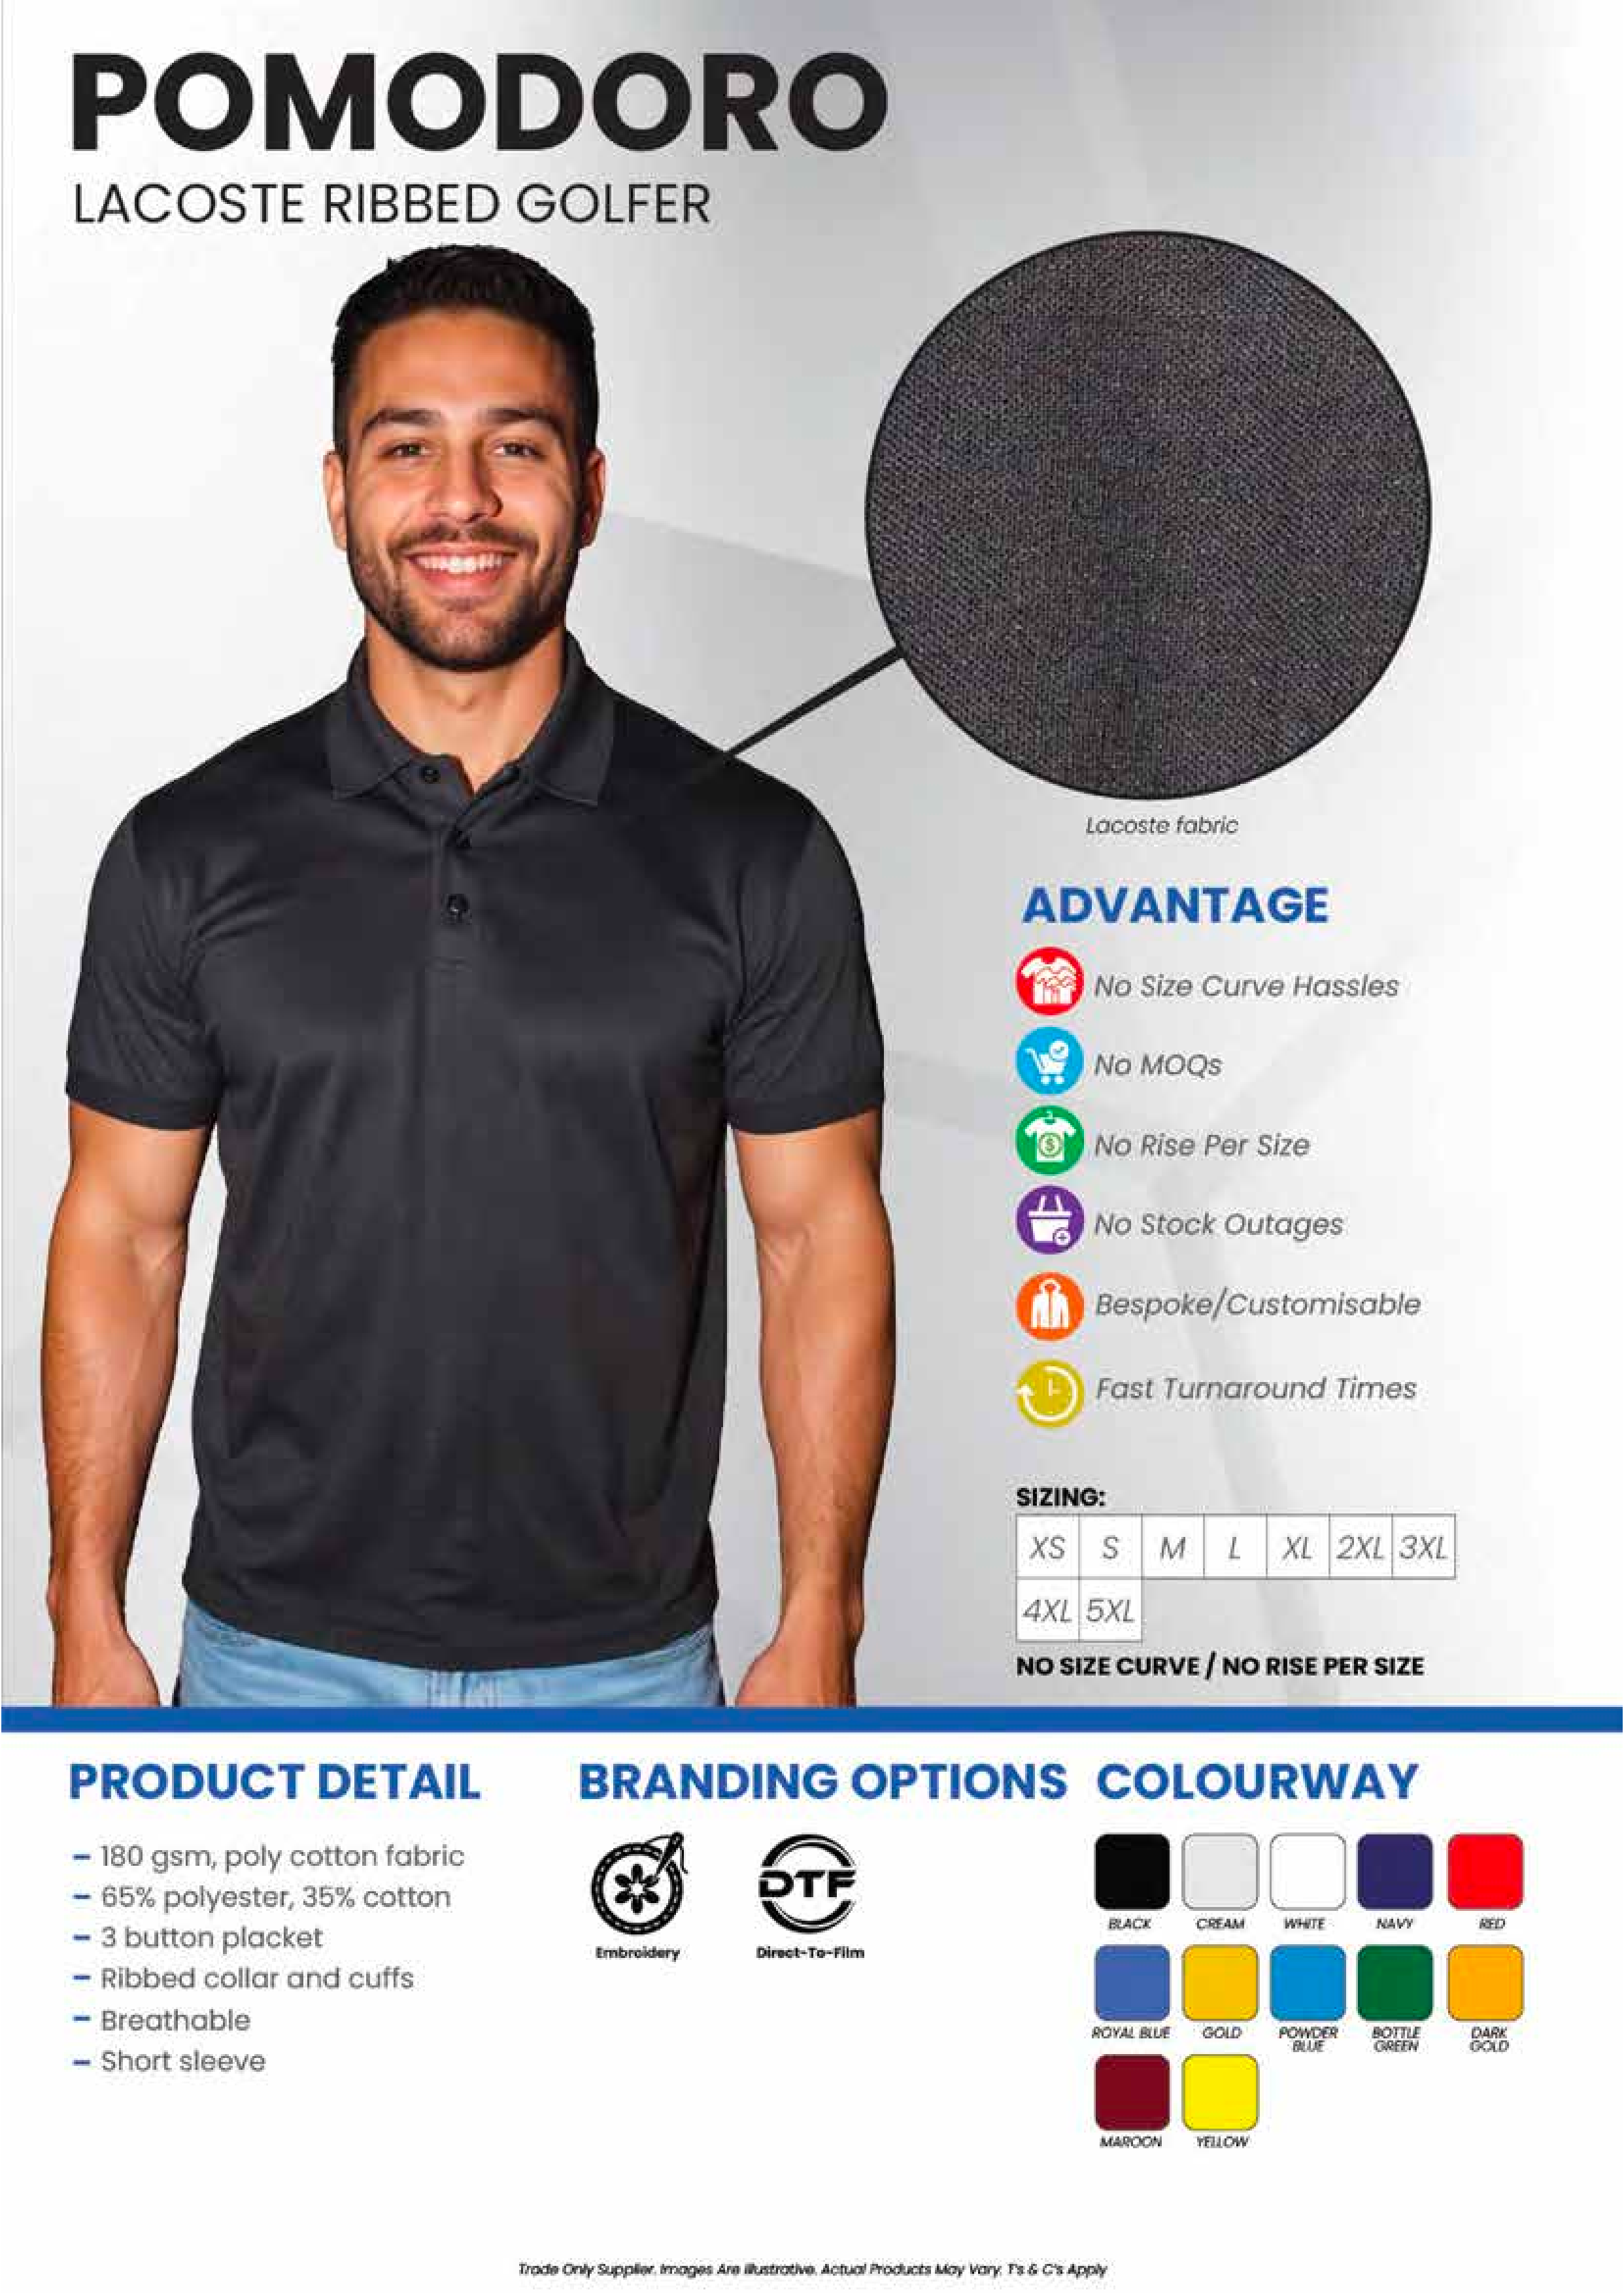 POMODORO
LACOSTE RIBBED GOLFER
Lacoste fabric
ADVANTAGE
No Size Curve Hassles
No MOQs
No Rise Per Size
No Stock Outages
Bespoke/Customisable
Fast Turnaround Times
SIZING:
XS S M L XL 2XL 3XL
4XL 5XL
NO SIZE CURVE / NO RISE PER SIZE
PRODUCT DETAIL
- 180 gsm, poly cotton fabric
- 65% polyester, 35% cotton
- 3 button placket
- Ribbed collar and cuffs
- Breathable
- Short sleeve
BRANDING OPTIONS
DTF
Embroidery Direct-To-Film
COLOURWAY
BLACK CREAM WHITE NAVY RED
ROYAL BLUE GOLD POWDER BLUE BOTTLE GREEN DARK GOLD
MAROON YELLOW
Trade Only Supplier. Images Are Illustrative. Actual Products May Vary. T's & C's Apply